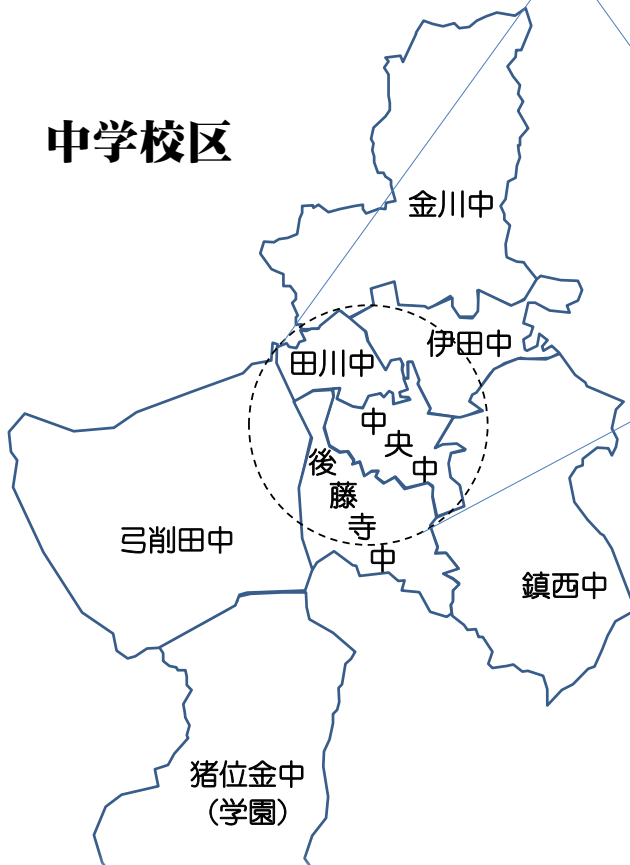 中学校区
金川中
伊田中
田川中
中央中
後藤寺中
弓削田中
鎮西中
猪位金中
（学園）